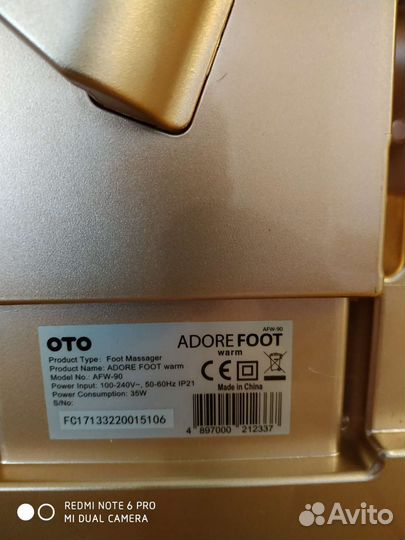 OTO
AFW-90
ADORE FOOT
warm
Product Type: Foot Massager
Product Name: ADORE FOOT warm
Model No.: AFW-90
Power Input: 100-240V~, 50-60Hz IP21
Power Consumption: 35W
S/No:
FG17133220015106
CE
Made in China
4 897000 212337
REDMI NOTE 6 PRO
MI DUAL CAMERA
Avito